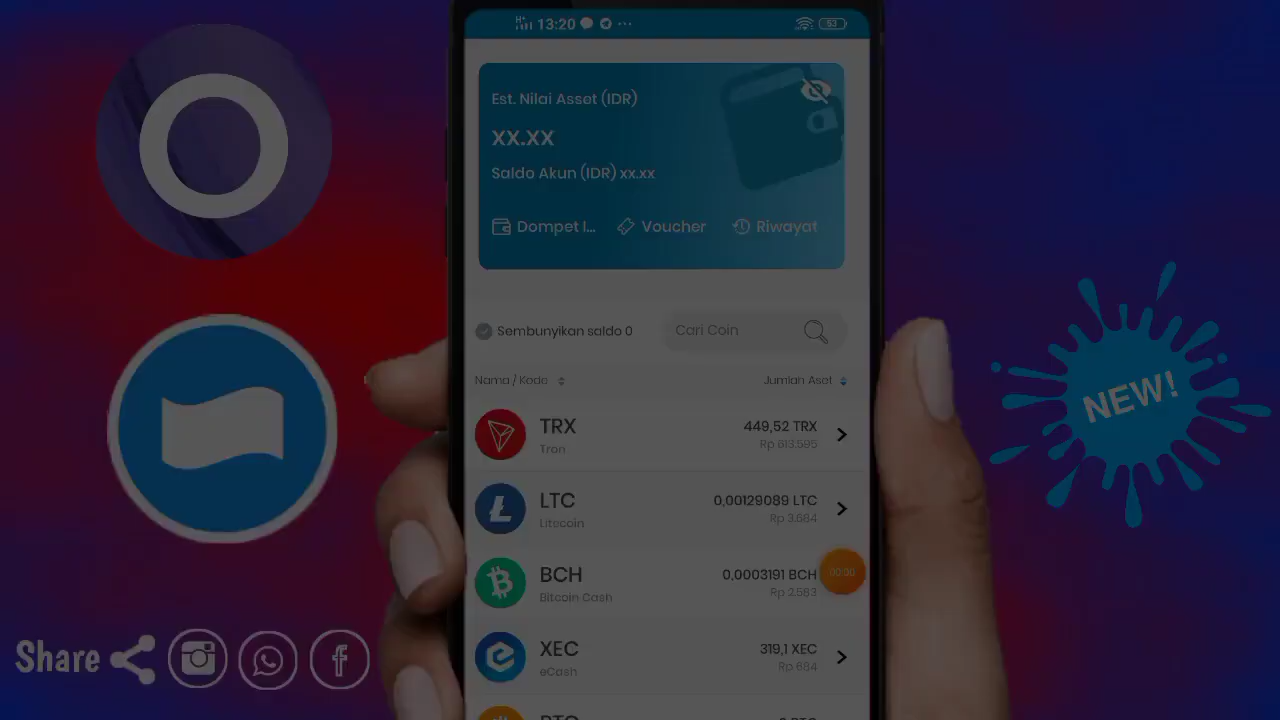 13:20
53
Est. Nilai Asset (IDR)
XX.XX
Saldo Akun (IDR) xx.xx
Dompet I...
Voucher
Riwayat
Sembunyikan saldo 0
Cari Coin
Nama / Kode
Jumlah Aset
TRX
449,52 TRX
Tron
Rp 613.595
LTC
0,00129089 LTC
Litecoin
Rp 3.684
BCH
0,0003191 BCH
00:00
Bitcoin Cash
Rp 2.563
XEC
319,1 XEC
eCash
Rp 684
NEW!
Share